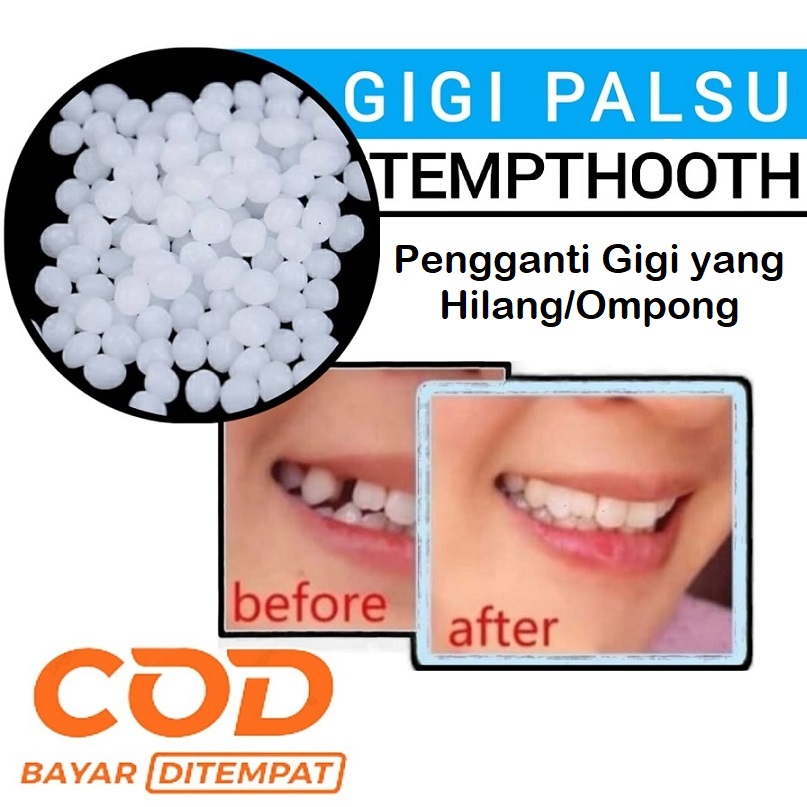 GIGI PALSU
TEMPTHOOTH
Pengganti Gigi yang
Hilang/Ompong
before
after
COD
BAYAR DITEMPAT